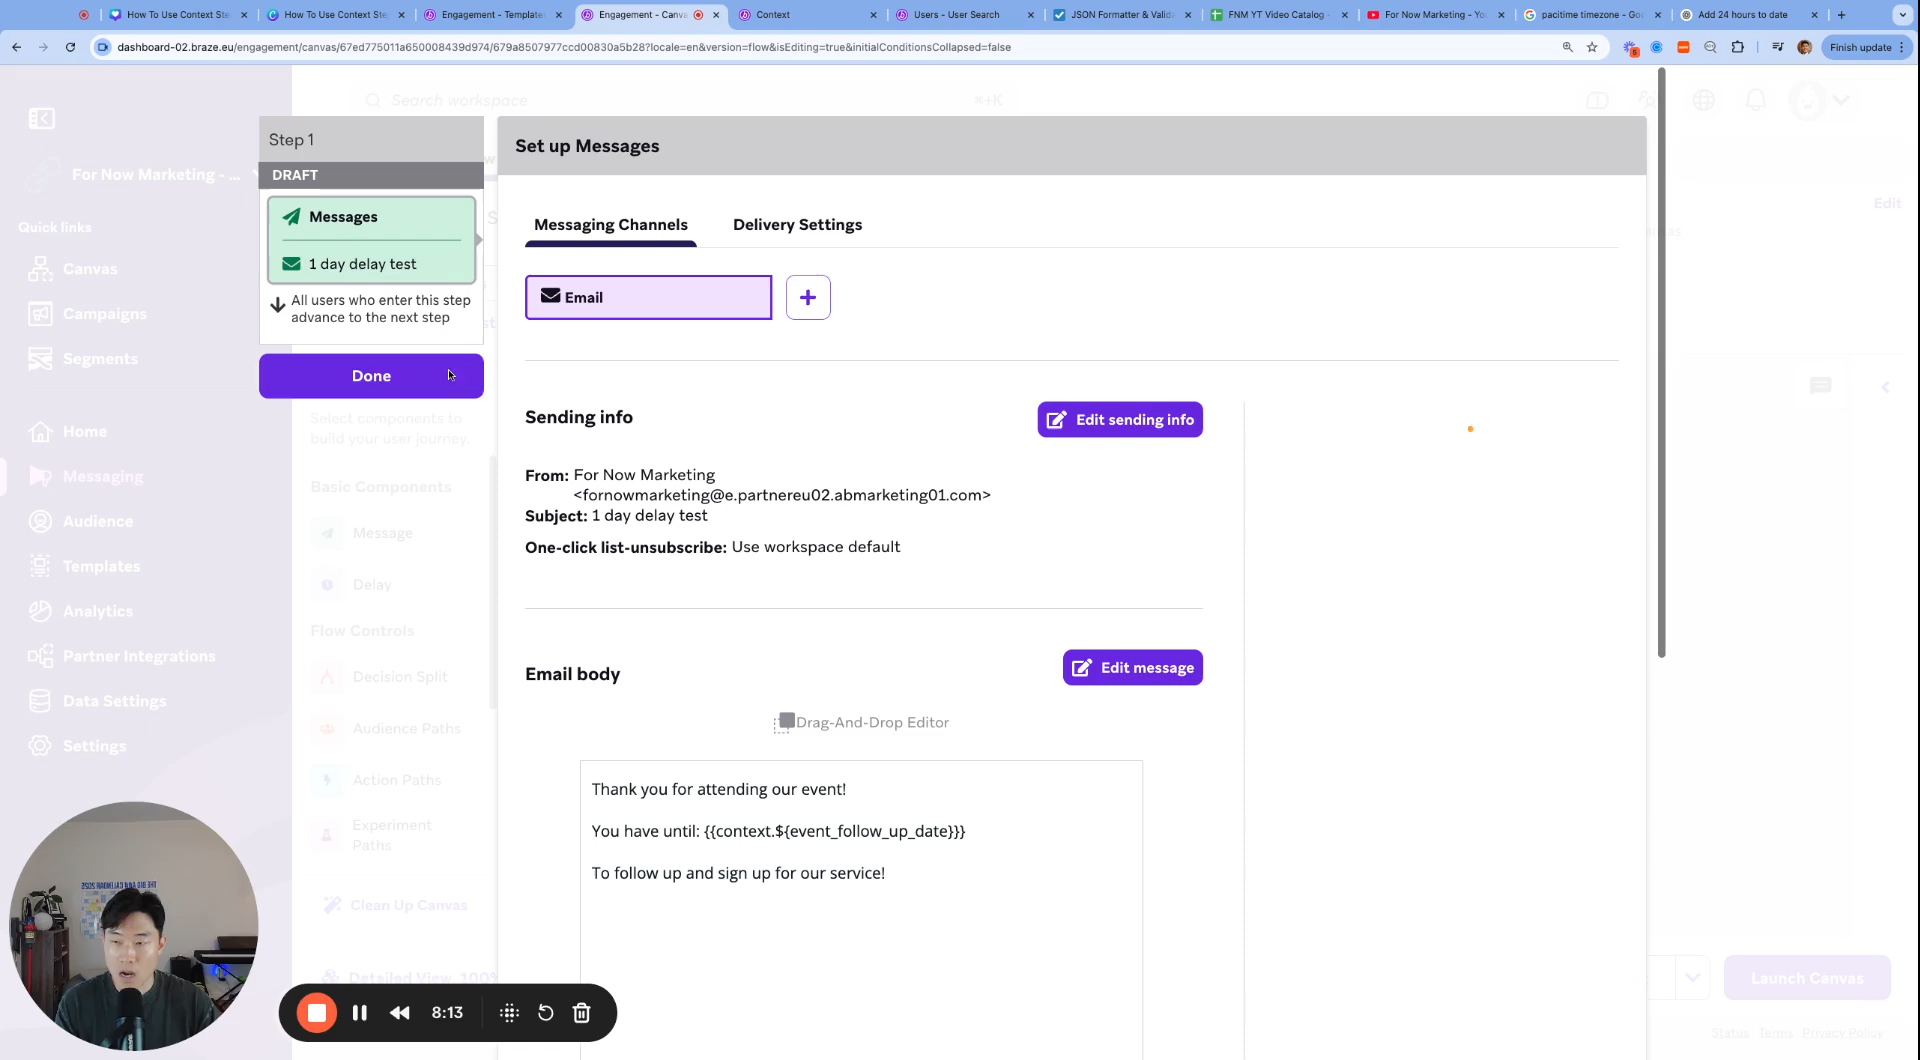 How To Use Context Ste
How To Use Context Ste
Engagement - Template
Engagement - Canva
Context
Users - User Search
JSON Formatter & Valid
FNM YT Video Catalog -
For Now Marketing - Yo
pacitime timezone - Go
Add 24 hours to date
dashboard-02.braze.eu/engagement/canvas/67ed775011a650008439d974/679a8507977ccd00830a5b28?locale=en&version=flow&isEditing=true&initialConditionsCollapsed=false
Finish update
Search workspace
⌘+K
For Now Marketing - ...
Quick links
Canvas
Campaigns
Segments
Home
Messaging
Audience
Templates
Analytics
Partner Integrations
Data Settings
Settings
Step 1
DRAFT
Messages
1 day delay test
All users who enter this step
advance to the next step
Done
Select components to
build your user journey.
Basic Components
Message
Delay
Flow Controls
Decision Split
Audience Paths
Action Paths
Experiment
Paths
Clean Up Canvas
Detailed View, 100%
Set up Messages
Messaging Channels
Delivery Settings
Email
Sending info
Edit sending info
From: For Now Marketing
<fornowmarketing@e.partnereu02.abmarketing01.com>
Subject: 1 day delay test
One-click list-unsubscribe: Use workspace default
Email body
Edit message
Drag-And-Drop Editor
Thank you for attending our event!
You have until: {{context.${event_follow_up_date}}}
To follow up and sign up for our service!
Edit
Launch Canvas
Status Terms Privacy Policy
8:13